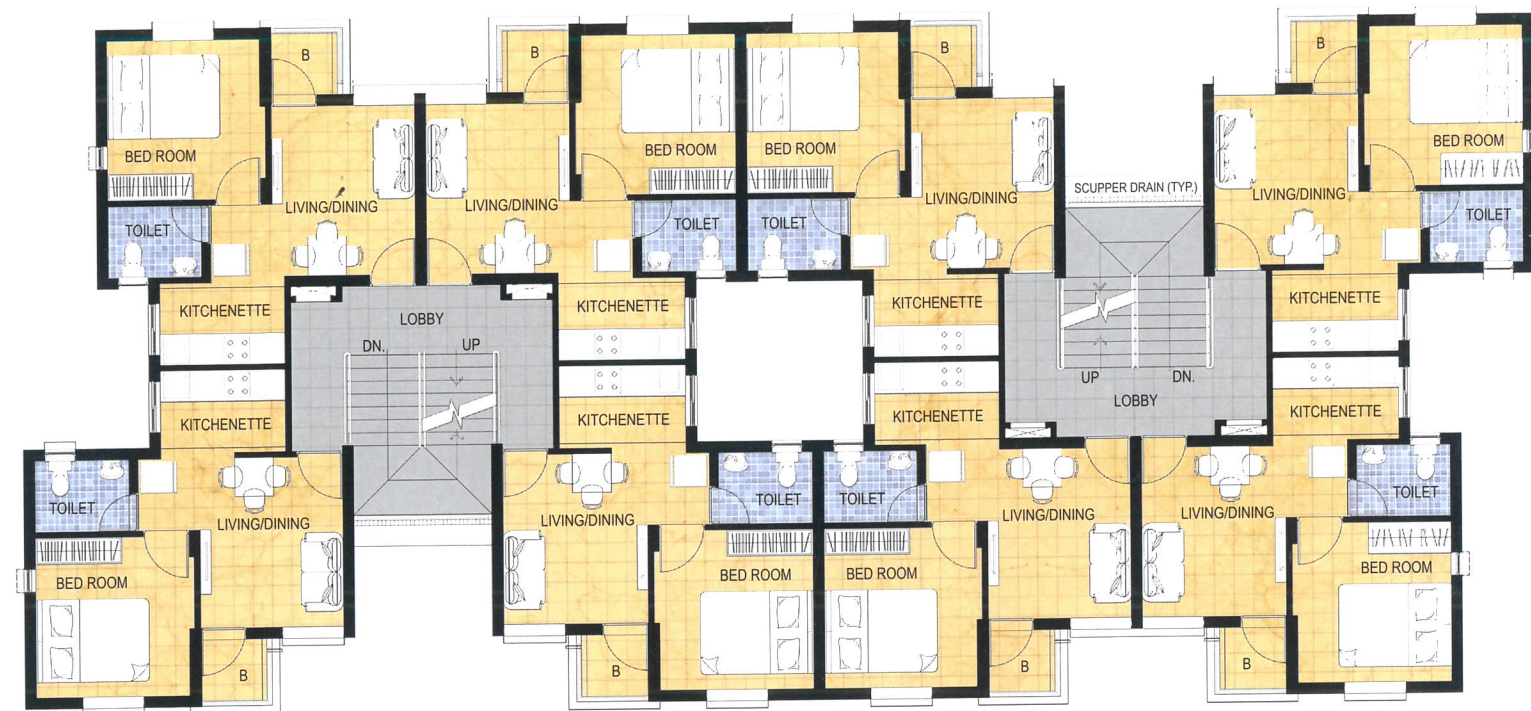 B
B
B
B
BED ROOM
BED ROOM
BED ROOM
BED ROOM
SCUPPER DRAIN (TYP.)
LIVING/DINING
LIVING/DINING
LIVING/DINING
LIVING/DINING
TOILET
TOILET
TOILET
TOILET
KITCHENETTE
KITCHENETTE
KITCHENETTE
KITCHENETTE
LOBBY
DN.
UP
UP
DN.
LOBBY
KITCHENETTE
KITCHENETTE
KITCHENETTE
KITCHENETTE
TOILET
TOILET
TOILET
TOILET
LIVING/DINING
LIVING/DINING
LIVING/DINING
LIVING/DINING
BED ROOM
BED ROOM
BED ROOM
BED ROOM
B
B
B
B